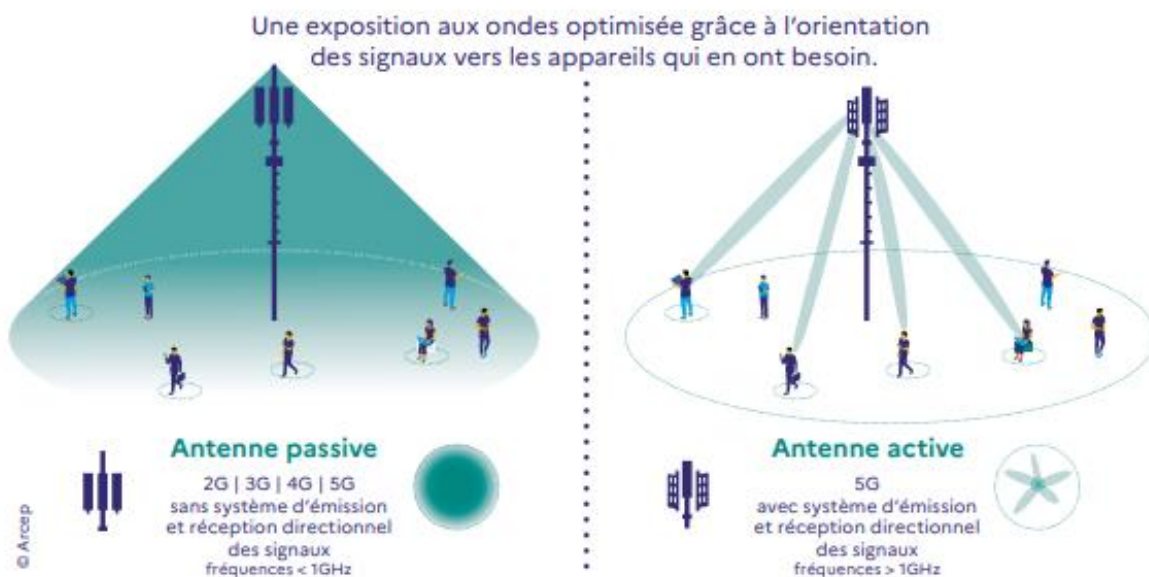 Une exposition aux ondes optimisée grâce à l'orientation
des signaux vers les appareils qui en ont besoin.
Antenne passive
2G | 3G | 4G | 5G
sans système d'émission
et réception directionnel
des signaux
fréquences < 1GHz
Antenne active
5G
avec système d'émission
et réception directionnel
des signaux
fréquences > 1GHz
© Arcep